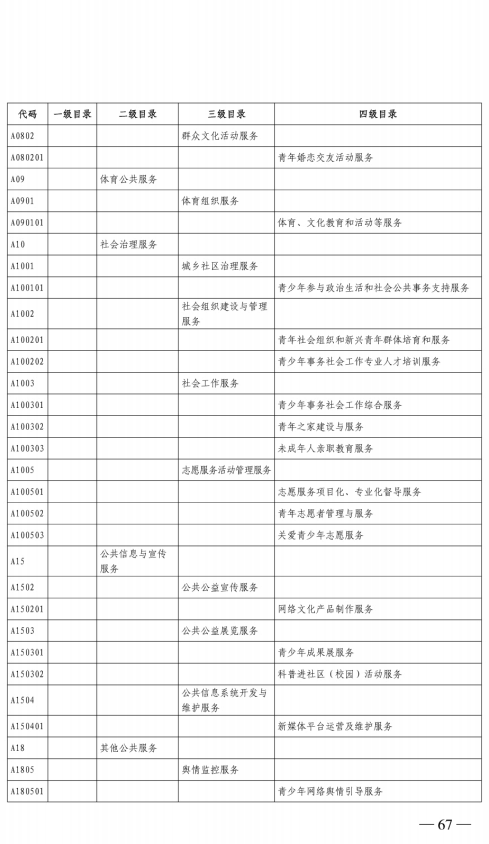 代码 一级目录 二级目录 三级目录 四级目录
A0802 群众文化活动服务
A080201 青年婚恋交友活动服务
A09 体育公共服务
A0901 体育组织服务
A090101 体育、文化教育和活动等服务
A10 社会治理服务
A1001 城乡社区治理服务
A100101 青少年参与政治生活和社会公共事务支持服务
A1002 社会组织建设与管理
服务
A100201 青年社会组织和新兴青年群体培育和服务
A100202 青少年事务社会工作专业人才培训服务
A1003 社会工作服务
A100301 青少年事务社会工作综合服务
A100302 青年之家建设与服务
A100303 未成年人亲职教育服务
A1005 志愿服务活动管理服务
A100501 志愿服务项目化、专业化督导服务
A100502 青年志愿者管理与服务
A100503 关爱青少年志愿服务
A15 公共信息与宣传
服务
A1502 公共公益宣传服务
A150201 网络文化产品制作服务
A1503 公共公益展览服务
A150301 青少年成果展服务
A150302 科普进社区（校园）活动服务
A1504 公共信息系统开发与
维护服务
A150401 新媒体平台运营及维护服务
A18 其他公共服务
A1805 舆情监控服务
A180501 青少年网络舆情引导服务
— 67 —